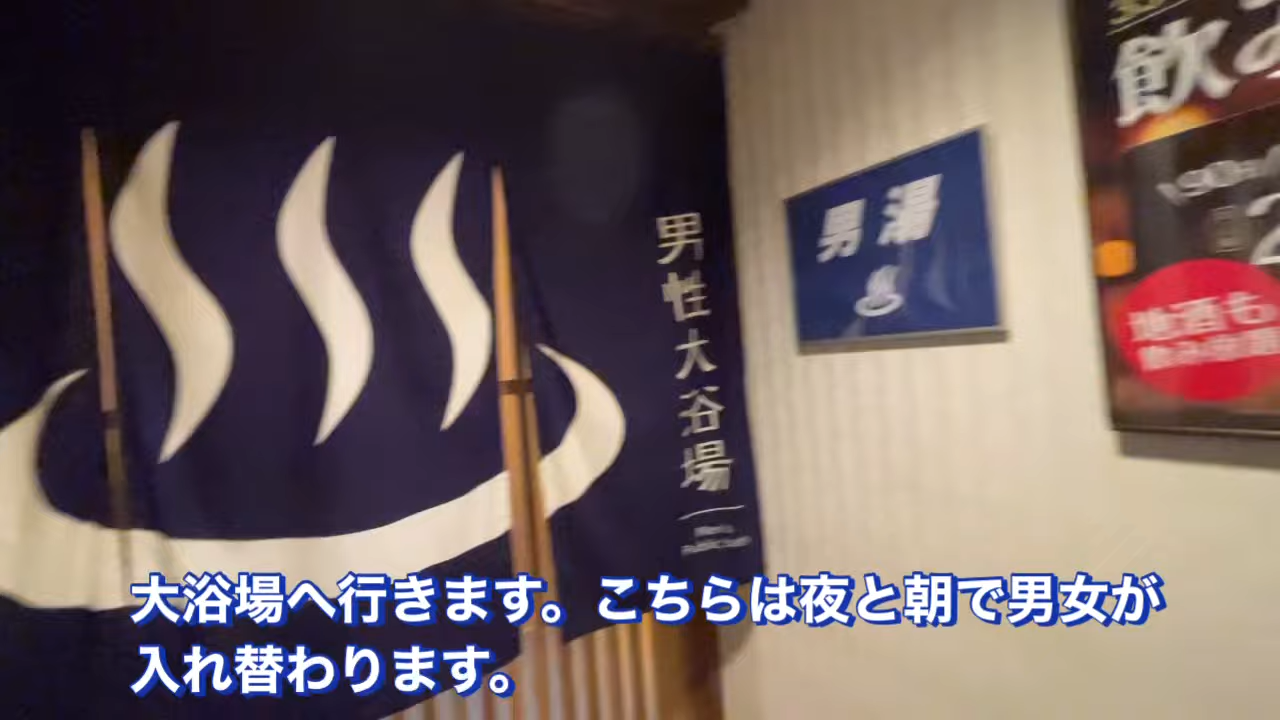 男性大浴場
男湯
飲み
地酒も
大浴場へ行きます。こちらは夜と朝で男女が
入れ替わります。